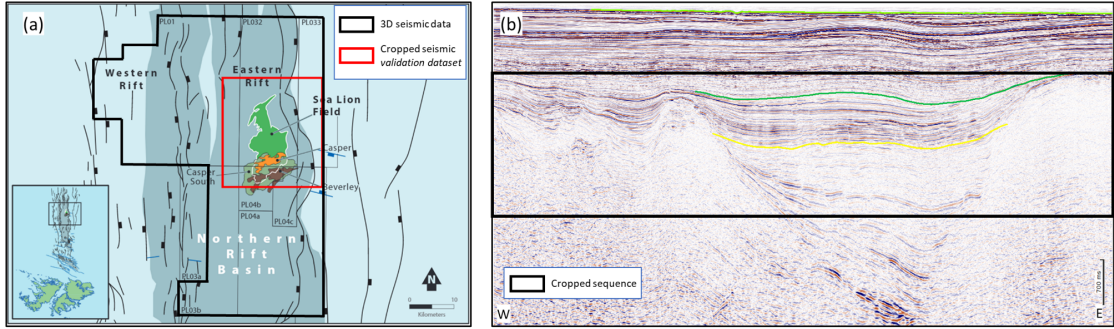 (a)
PL01
PL032
PL033
3D seismic data
Cropped seismic
validation dataset
Western
Rift
Eastern
Rift
Sea Lion
Field
Casper
Casper
South
Beverley
PL04b
PL04a
PL04c
Northern
Rift
Basin
PL03a
PL03b
N
0 10
Kilometers
(b)
Cropped sequence
700 ms
W
E